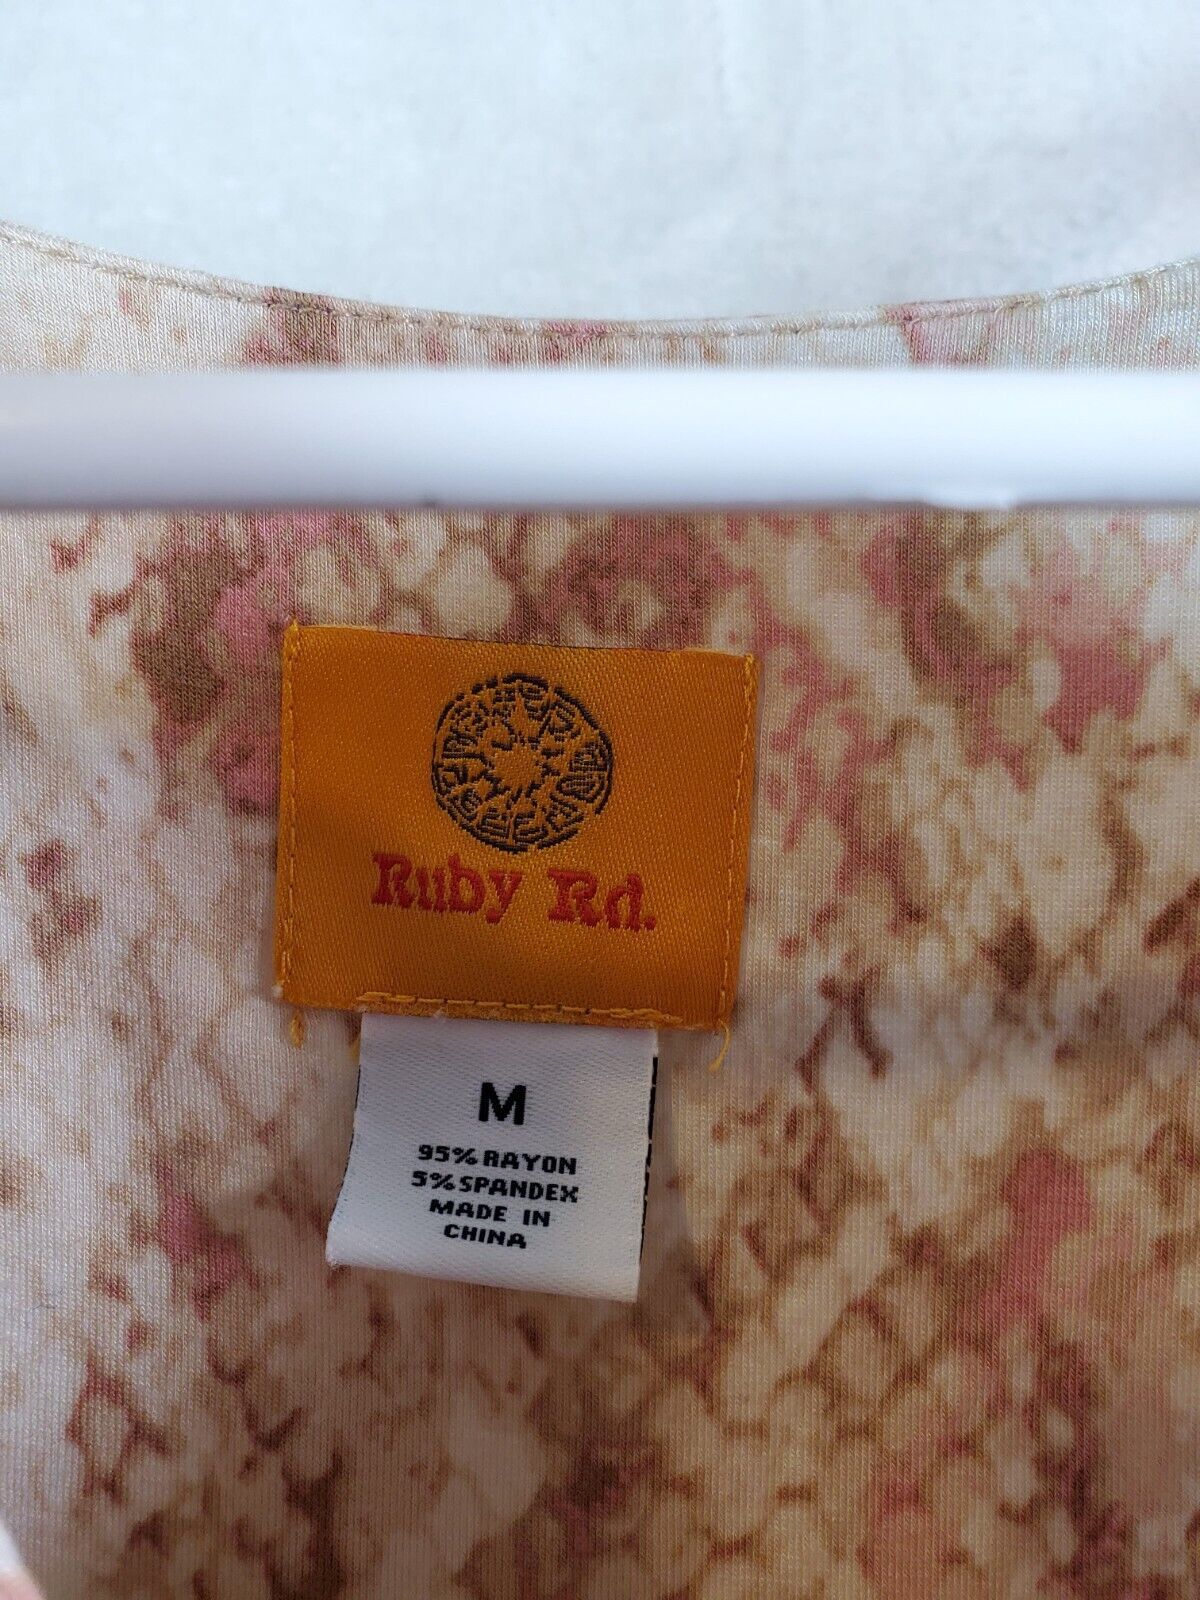 Ruby Rd.
M
95% RAYON
5% SPANDEX
MADE IN
CHINA